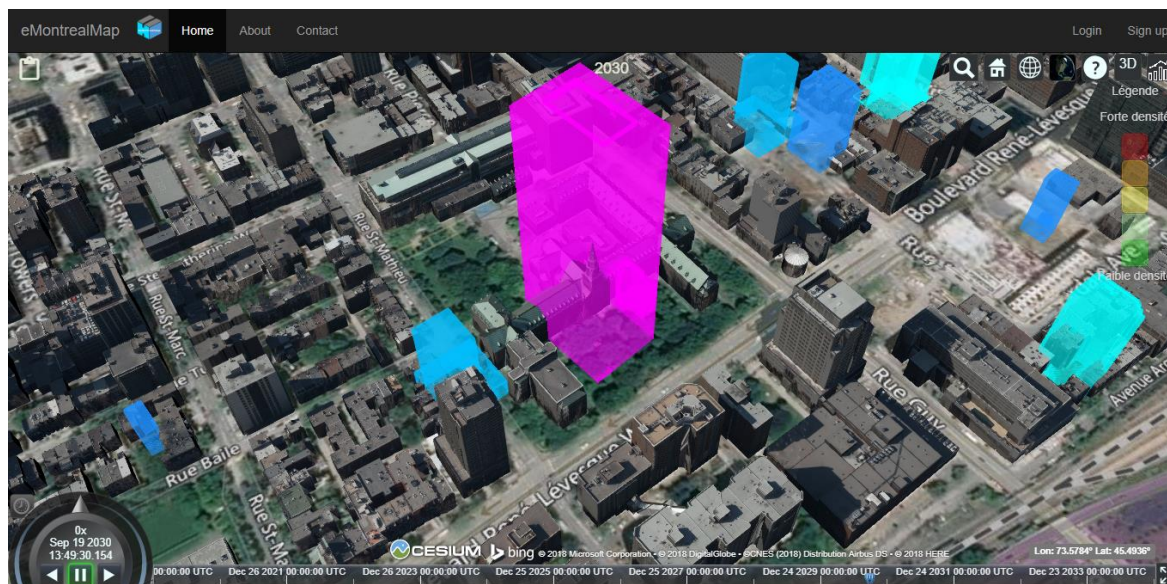 eMontrealMap Home About Contact Login Sign up
2030
3D
?
Légende
Forte densité
Faible densité
Rue St-Mathieu
Boulevard René-Lévesque
Rue St-Marc
Rue Baile
Rue Guy
0x
Sep 19 2030
13:49:30.154
CESIUM bing © 2018 Microsoft Corporation • © 2018 DigitalGlobe • ©CNES (2018) Distribution Airbus DS • © 2018 HERE
Lon: 73.5784° Lat: 45.4936°
00:00:00 UTC Dec 26 2021 00:00:00 UTC Dec 26 2023 00:00:00 UTC Dec 25 2025 00:00:00 UTC Dec 25 2027 00:00:00 UTC Dec 24 2029 00:00:00 UTC Dec 24 2031 00:00:00 UTC Dec 23 2033 00:00:00 UTC